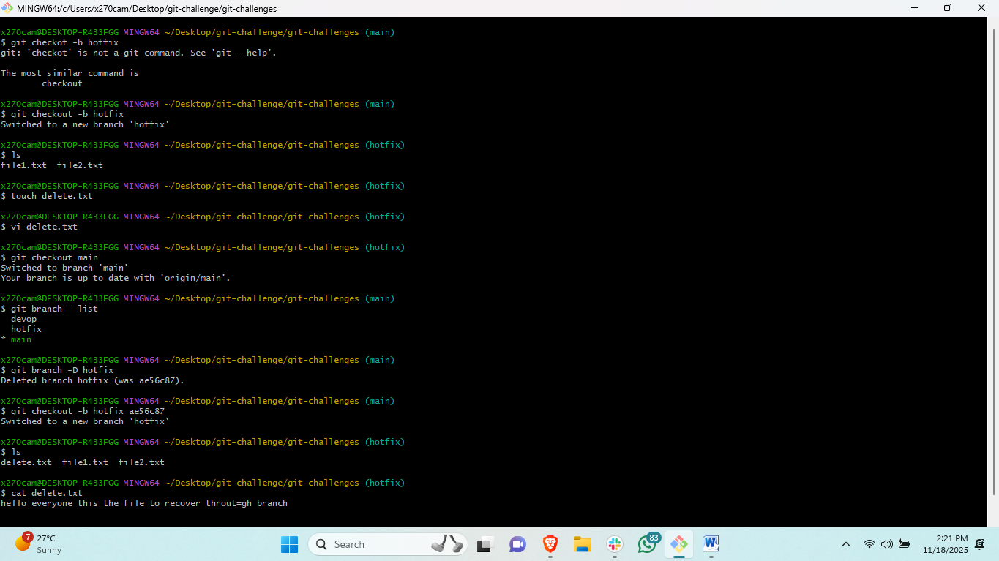 MINGW64:/c/Users/x270cam/Desktop/git-challenge/git-challenges
x270cam@DESKTOP-R433FGG MINGW64 ~/Desktop/git-challenge/git-challenges (main)
$ git checkot -b hotfix
git: 'checkot' is not a git command. See 'git --help'.
The most similar command is
checkout
x270cam@DESKTOP-R433FGG MINGW64 ~/Desktop/git-challenge/git-challenges (main)
$ git checkout -b hotfix
Switched to a new branch 'hotfix'
x270cam@DESKTOP-R433FGG MINGW64 ~/Desktop/git-challenge/git-challenges (hotfix)
$ ls
file1.txt  file2.txt
x270cam@DESKTOP-R433FGG MINGW64 ~/Desktop/git-challenge/git-challenges (hotfix)
$ touch delete.txt
x270cam@DESKTOP-R433FGG MINGW64 ~/Desktop/git-challenge/git-challenges (hotfix)
$ vi delete.txt
x270cam@DESKTOP-R433FGG MINGW64 ~/Desktop/git-challenge/git-challenges (hotfix)
$ git checkout main
Switched to branch 'main'
Your branch is up to date with 'origin/main'.
x270cam@DESKTOP-R433FGG MINGW64 ~/Desktop/git-challenge/git-challenges (main)
$ git branch --list
devop
hotfix
* main
x270cam@DESKTOP-R433FGG MINGW64 ~/Desktop/git-challenge/git-challenges (main)
$ git branch -D hotfix
Deleted branch hotfix (was ae56c87).
x270cam@DESKTOP-R433FGG MINGW64 ~/Desktop/git-challenge/git-challenges (main)
$ git checkout -b hotfix ae56c87
Switched to a new branch 'hotfix'
x270cam@DESKTOP-R433FGG MINGW64 ~/Desktop/git-challenge/git-challenges (hotfix)
$ ls
delete.txt  file1.txt  file2.txt
x270cam@DESKTOP-R433FGG MINGW64 ~/Desktop/git-challenge/git-challenges (hotfix)
$ cat delete.txt
hello everyone this the file to recover throut=gh branch
7
27°C
Sunny
Search
83
W
2:21 PM
11/18/2025